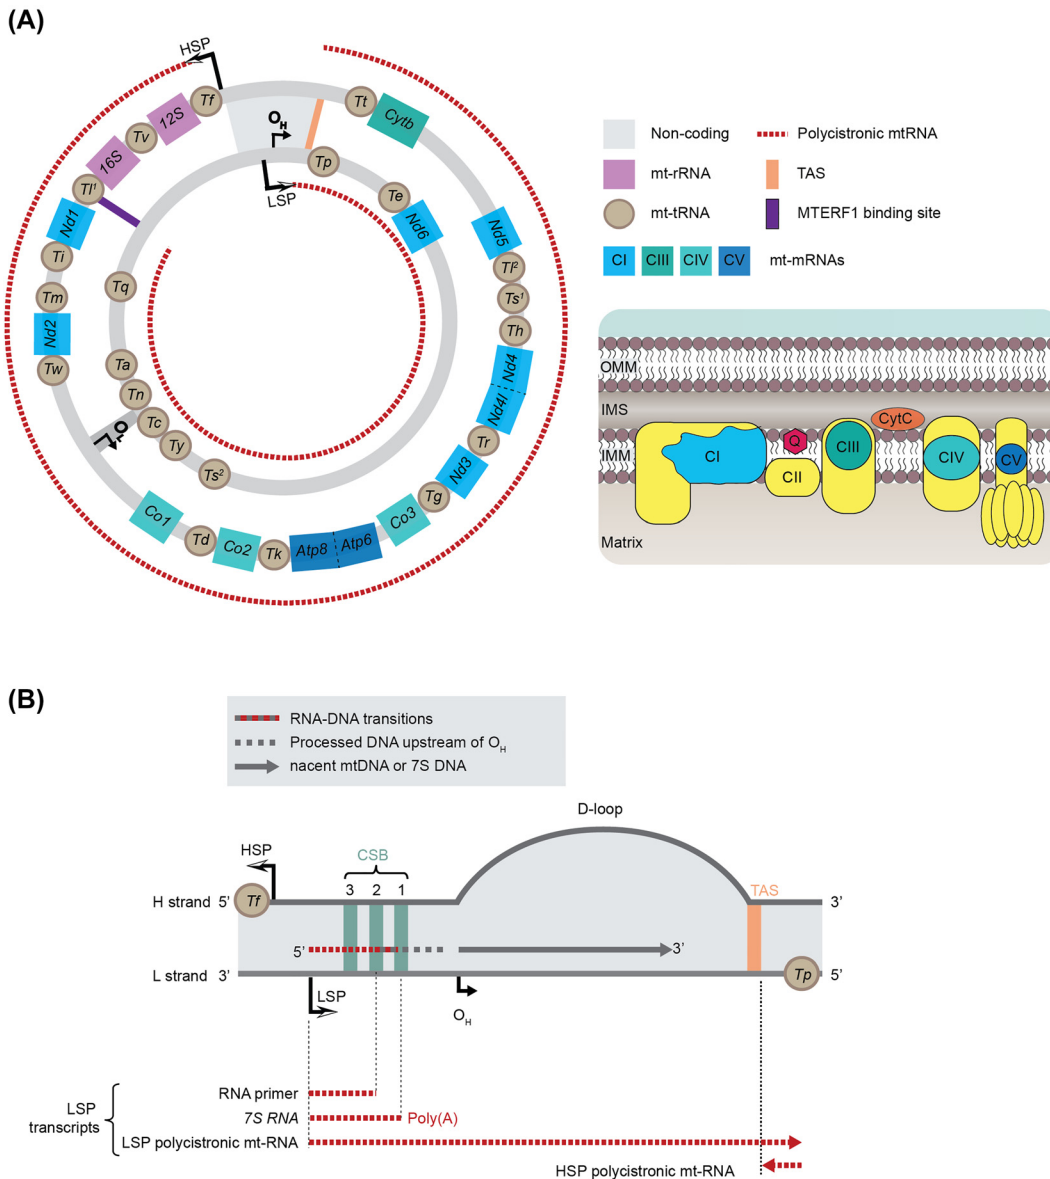 (A)
HSP
Tf
12S
Tv
16S
Tl¹
Nd1
Ti
Tm
Nd2
Tw
Co1
Td
Co2
Tk
Atp8
Atp6
Co3
Tg
Nd3
Tr
Nd4l
Nd4
Th
Ts¹
Tl²
Nd5
Cytb
Tt
O_H
LSP
Tp
Te
Nd6
Tq
Ta
Tn
O_L
Tc
Ty
Ts²
Non-coding
Polycistronic mtRNA
mt-rRNA
TAS
mt-tRNA
MTERF1 binding site
CI
CIII
CIV
CV
mt-mRNAs
OMM
IMS
CytC
IMM
CI
Q
CII
CIII
CIV
CV
Matrix
(B)
RNA-DNA transitions
Processed DNA upstream of O_H
nacent mtDNA or 7S DNA
D-loop
HSP
CSB
3 2 1
TAS
H strand 5’
Tf
3’
5’
3’
L strand 3’
Tp
5’
LSP
O_H
LSP
transcripts
RNA primer
7S RNA
Poly(A)
LSP polycistronic mt-RNA
HSP polycistronic mt-RNA